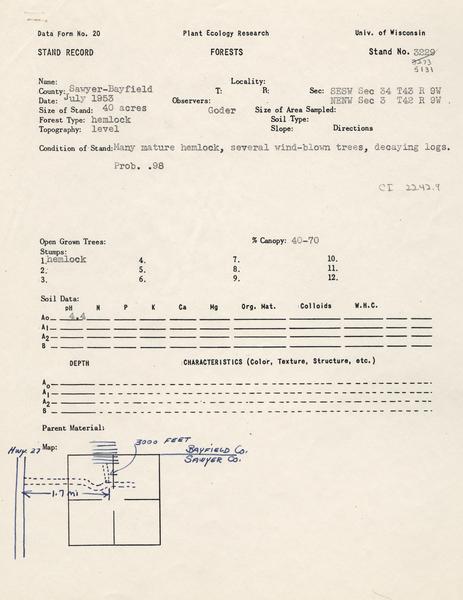 Data Form No. 20 Plant Ecology Research Univ. of Wisconsin
STAND RECORD FORESTS Stand No. 3229
3273
5131
Name: Locality:
County: Sawyer-Bayfield T: R: Sec: SESW Sec 34 T43 R 9W
Date: July 1953 Observers: NENW Sec 3 T42 R 9W .
Size of Stand: 40 acres Goder Size of Area Sampled:
Forest Type: hemlock Soil Type:
Topography: level Slope: Directions
Condition of Stand: Many mature hemlock, several wind-blown trees, decaying logs.
Prob. .98
CI 2242.9
Open Grown Trees: % Canopy: 40-70
Stumps:
1. hemlock 4. 7. 10.
2. 5. 8. 11.
3. 6. 9. 12.
Soil Data:
pH N P K Ca Mg Org. Mat. Colloids W.H.C.
Ao 4.4
A1
A2
B
DEPTH CHARACTERISTICS (Color, Texture, Structure, etc.)
Ao
A1
A2
B
Parent Material:
Map:
Hwy. 27
3000 FEET
BAYFIELD Co.
SAWYER Co.
1.7 mi